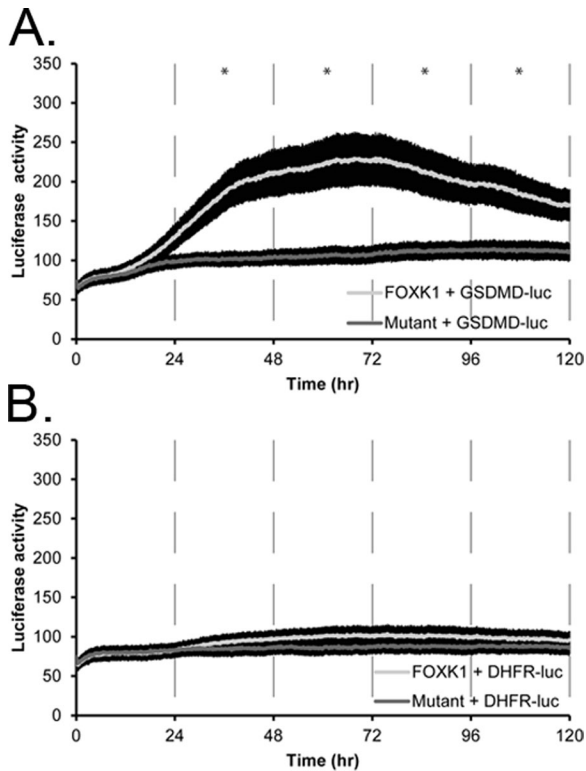 A.
350
300
250
200
150
100
50
0
Luciferase activity
* * * *
FOXK1 + GSDMD-luc
Mutant + GSDMD-luc
0 24 48 72 96 120
Time (hr)
B.
350
300
250
200
150
100
50
0
Luciferase activity
FOXK1 + DHFR-luc
Mutant + DHFR-luc
0 24 48 72 96 120
Time (hr)